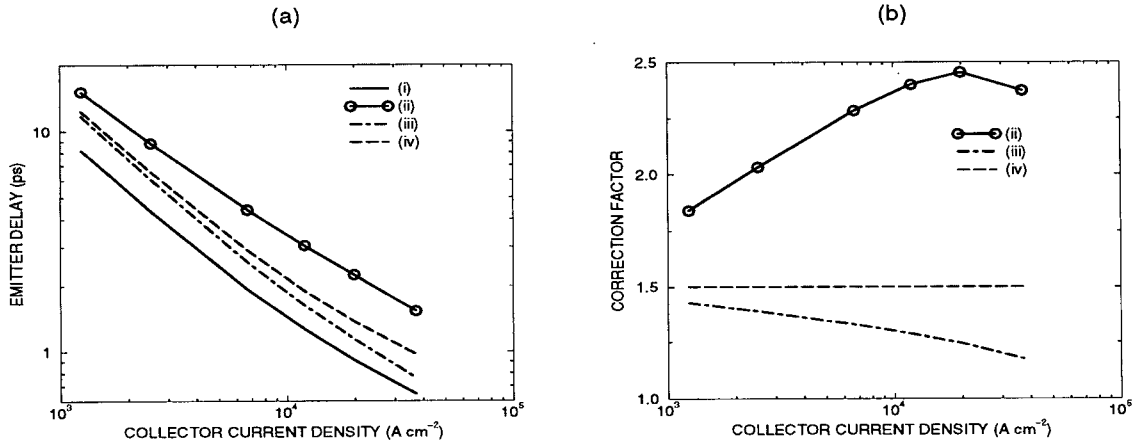 (a)
EMITTER DELAY (ps)
10
1
10³
10⁴
10⁵
COLLECTOR CURRENT DENSITY (A cm⁻²)
(i)
(ii)
(iii)
(iv)
(b)
CORRECTION FACTOR
2.5
2.0
1.5
1.0
10³
10⁴
10⁵
COLLECTOR CURRENT DENSITY (A cm⁻²)
(ii)
(iii)
(iv)